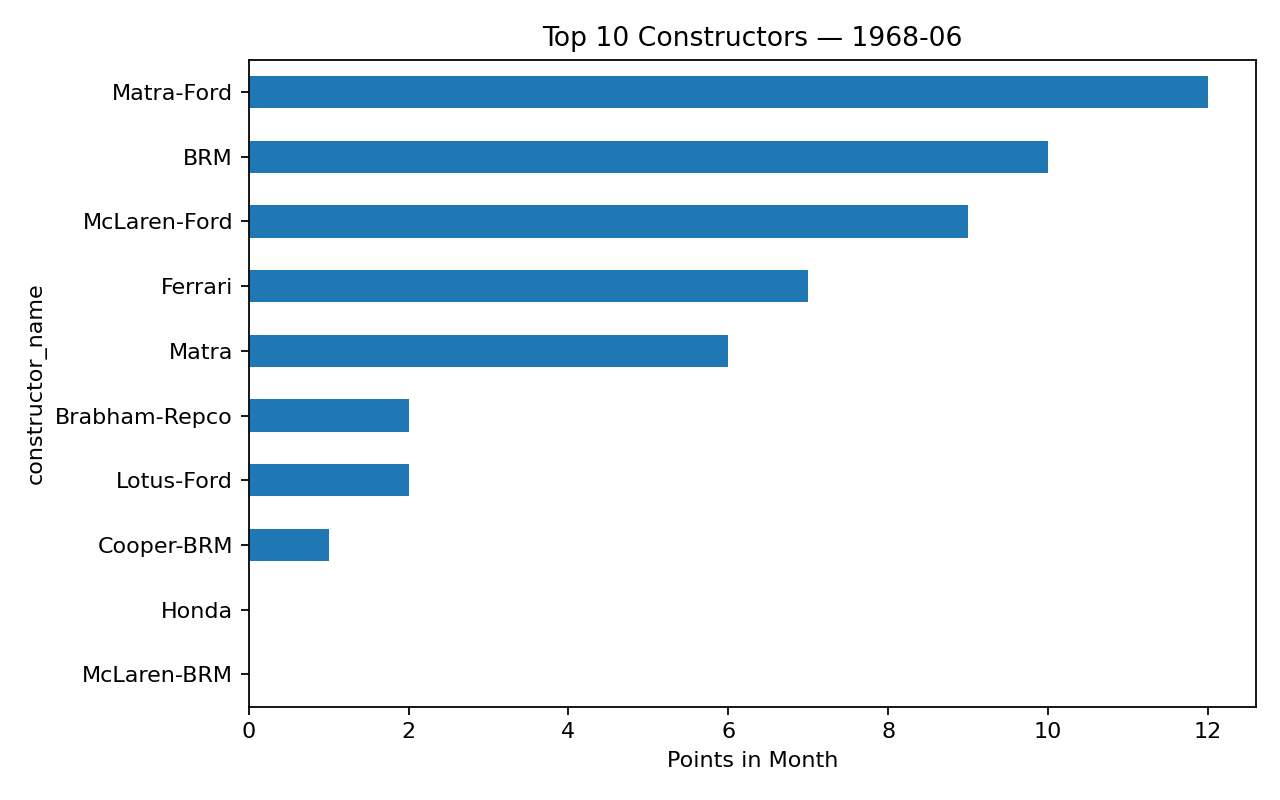 Top 10 Constructors — 1968-06
constructor_name
Matra-Ford
BRM
McLaren-Ford
Ferrari
Matra
Brabham-Repco
Lotus-Ford
Cooper-BRM
Honda
McLaren-BRM
0 2 4 6 8 10 12
Points in Month